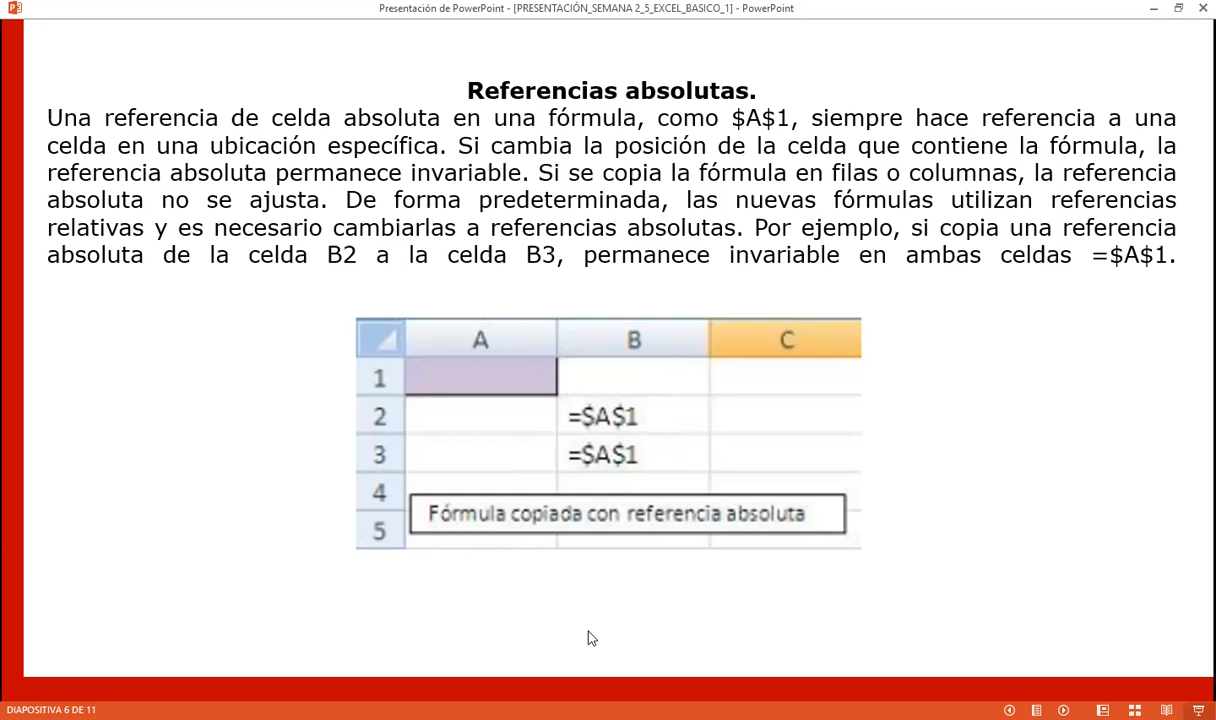 Presentación de PowerPoint - [PRESENTACIÓN_SEMANA 2_5_EXCEL_BASICO_1] - PowerPoint
Referencias absolutas.
Una referencia de celda absoluta en una fórmula, como $A$1, siempre hace referencia a una
celda en una ubicación específica. Si cambia la posición de la celda que contiene la fórmula, la
referencia absoluta permanece invariable. Si se copia la fórmula en filas o columnas, la referencia
absoluta no se ajusta. De forma predeterminada, las nuevas fórmulas utilizan referencias
relativas y es necesario cambiarlas a referencias absolutas. Por ejemplo, si copia una referencia
absoluta de la celda B2 a la celda B3, permanece invariable en ambas celdas =$A$1.
A B C
1
2 =$A$1
3 =$A$1
4
Fórmula copiada con referencia absoluta
5
DIAPOSITIVA 6 DE 11